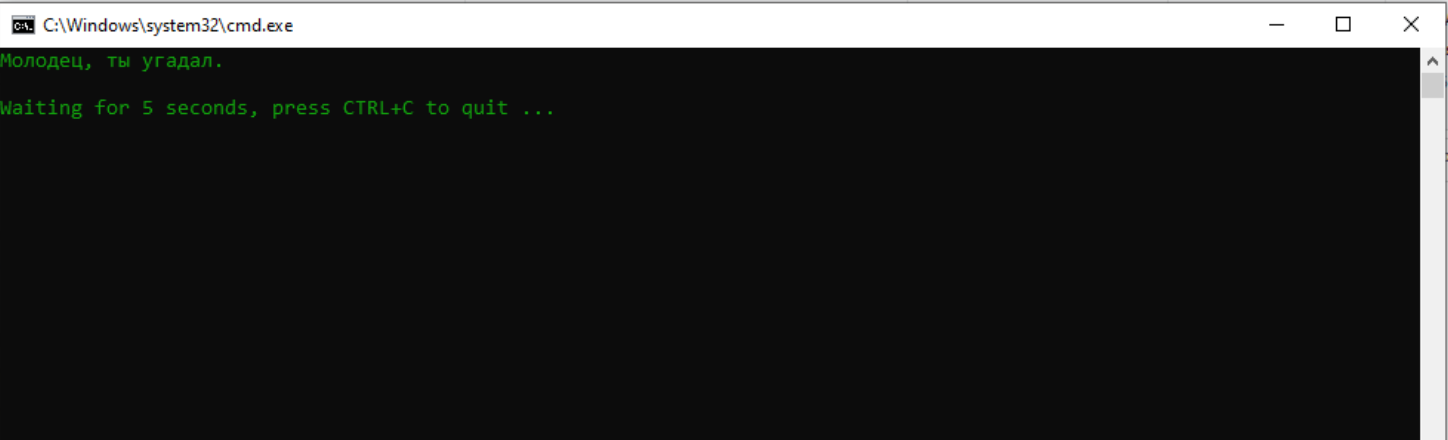 C:\Windows\system32\cmd.exe
Молодец, ты угадал.
Waiting for 5 seconds, press CTRL+C to quit ...